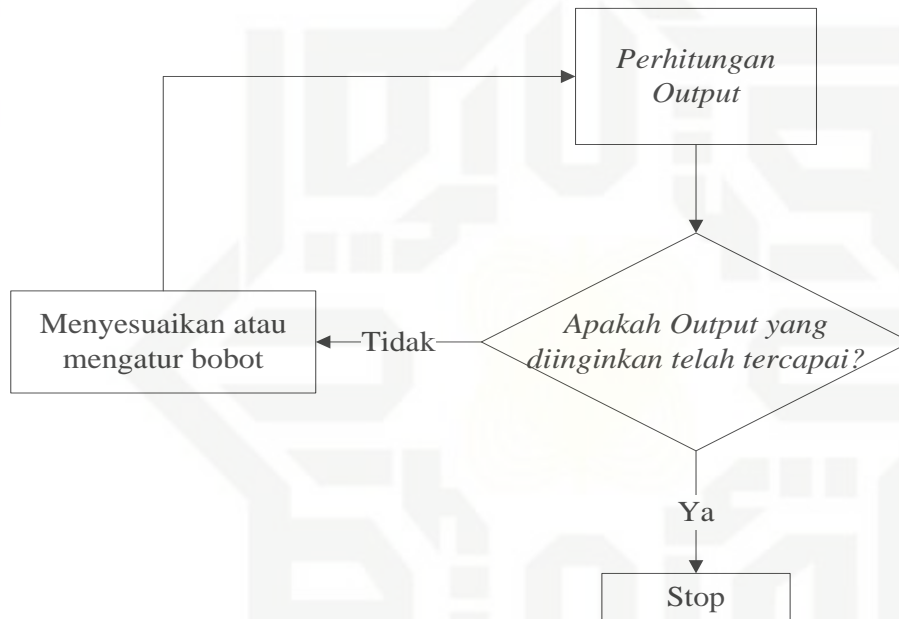 Perhitungan
Output
Menyesuaikan atau
mengatur bobot
Tidak
Apakah Output yang
diinginkan telah tercapai?
Ya
Stop